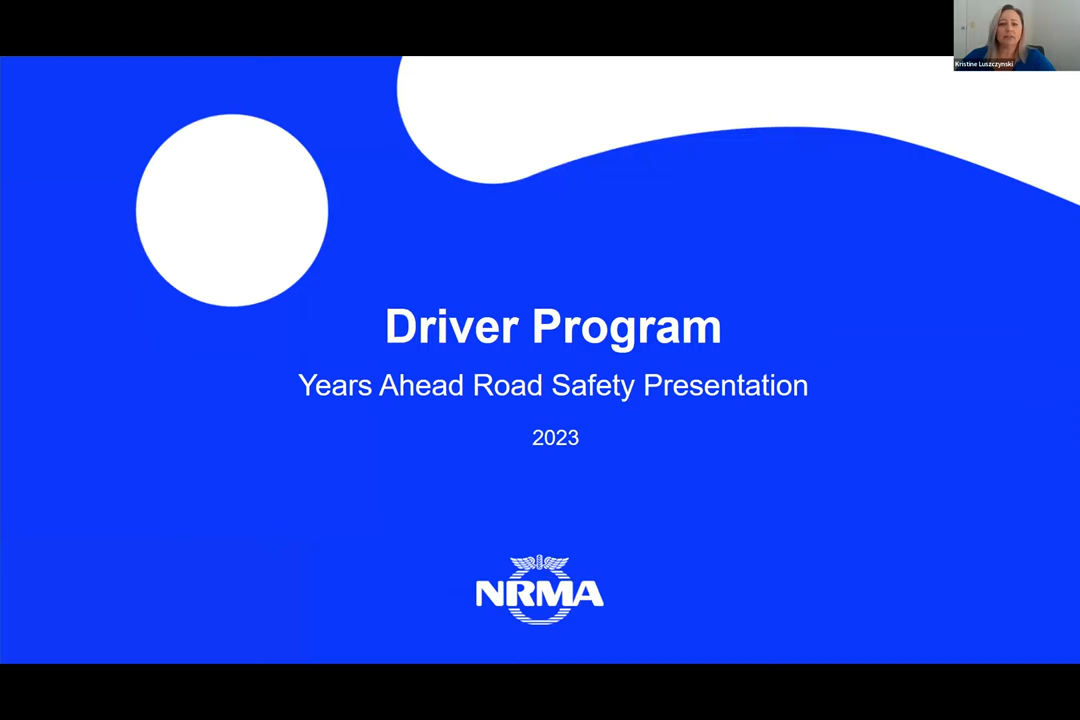 Kristine Luszczynski
Driver Program
Years Ahead Road Safety Presentation
2023
NRMA